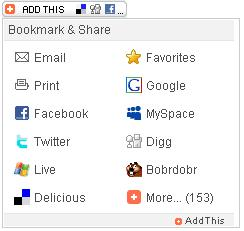 ADD THIS ...
Bookmark & Share
Email Favorites
Print Google
Facebook MySpace
Twitter Digg
Live Bobrdobr
Delicious More... (153)
AddThis